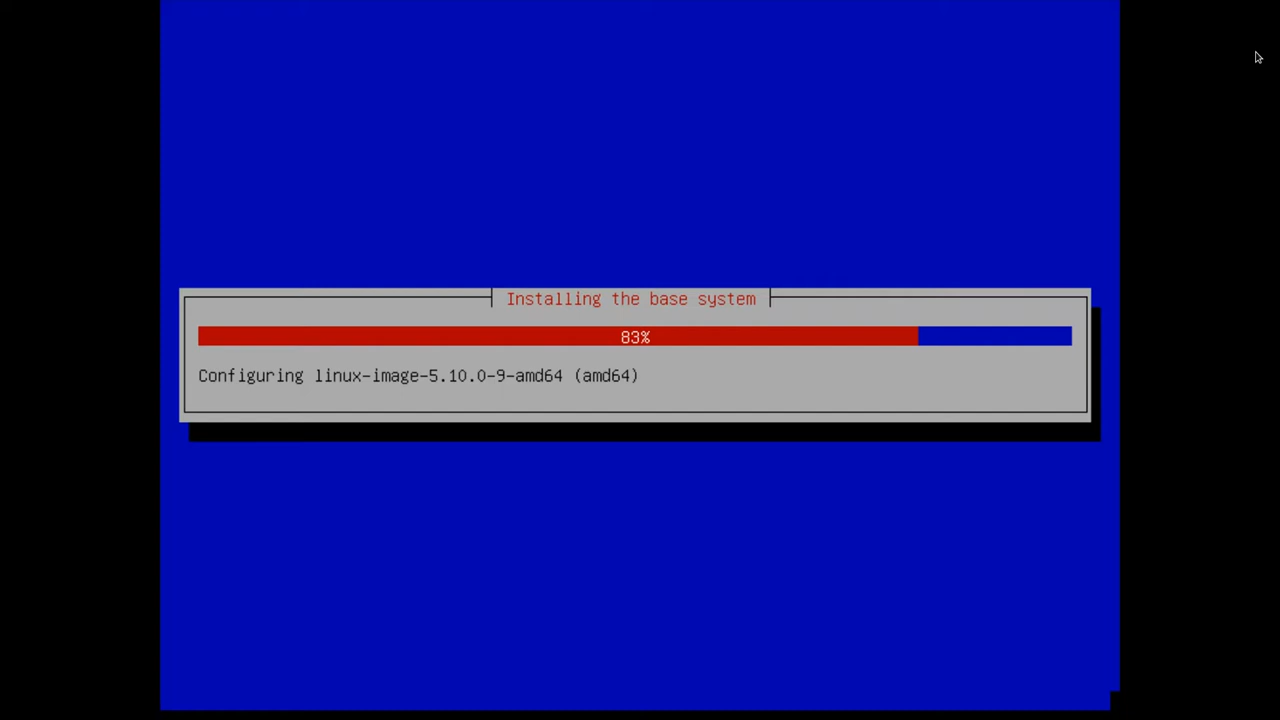 Installing the base system
83%
Configuring linux-image-5.10.0-9-amd64 (amd64)